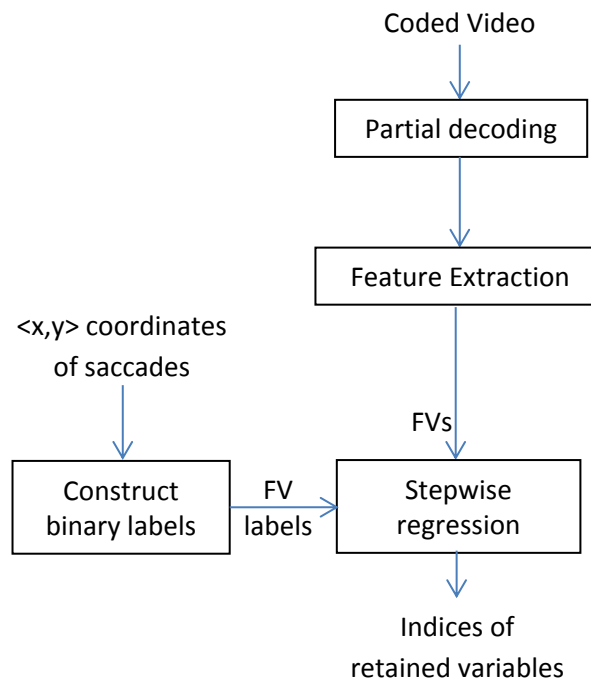 Coded Video
Partial decoding
Feature Extraction
<x,y> coordinates
of saccades
FVs
Construct
binary labels
FV
labels
Stepwise
regression
Indices of
retained variables